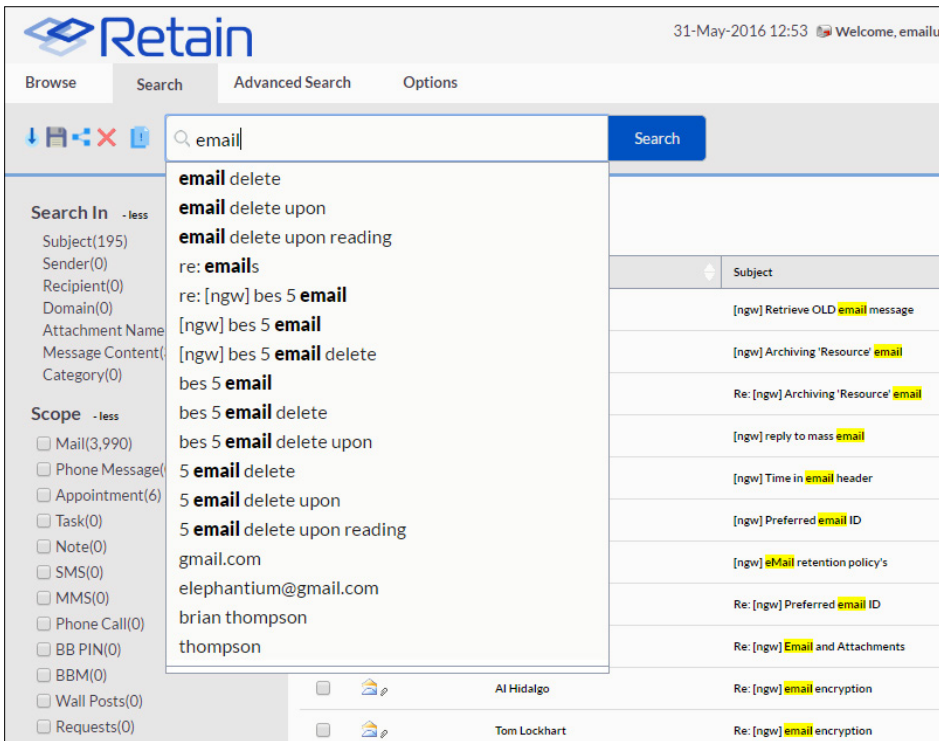 Retain
31-May-2016 12:53 Welcome, emailu
Browse Search Advanced Search Options
email Search
email delete
email delete upon
email delete upon reading
re: emails
re: [ngw] bes 5 email
[ngw] bes 5 email
[ngw] bes 5 email delete
bes 5 email
bes 5 email delete
bes 5 email delete upon
5 email delete
5 email delete upon
5 email delete upon reading
gmail.com
elephantium@gmail.com
brian thompson
thompson
Search In - less
Subject(195)
Sender(0)
Recipient(0)
Domain(0)
Attachment Name
Message Content(
Category(0)
Scope - less
Mail(3,990)
Phone Message(
Appointment(6)
Task(0)
Note(0)
SMS(0)
MMS(0)
Phone Call(0)
BB PIN(0)
BBM(0)
Wall Posts(0)
Requests(0)
Subject
[ngw] Retrieve OLD email message
[ngw] Archiving 'Resource' email
Re: [ngw] Archiving 'Resource' email
[ngw] reply to mass email
[ngw] Time in email header
[ngw] Preferred email ID
[ngw] eMail retention policy's
Re: [ngw] Preferred email ID
Re: [ngw] Email and Attachments
Al Hidalgo Re: [ngw] email encryption
Tom Lockhart Re: [ngw] email encryption